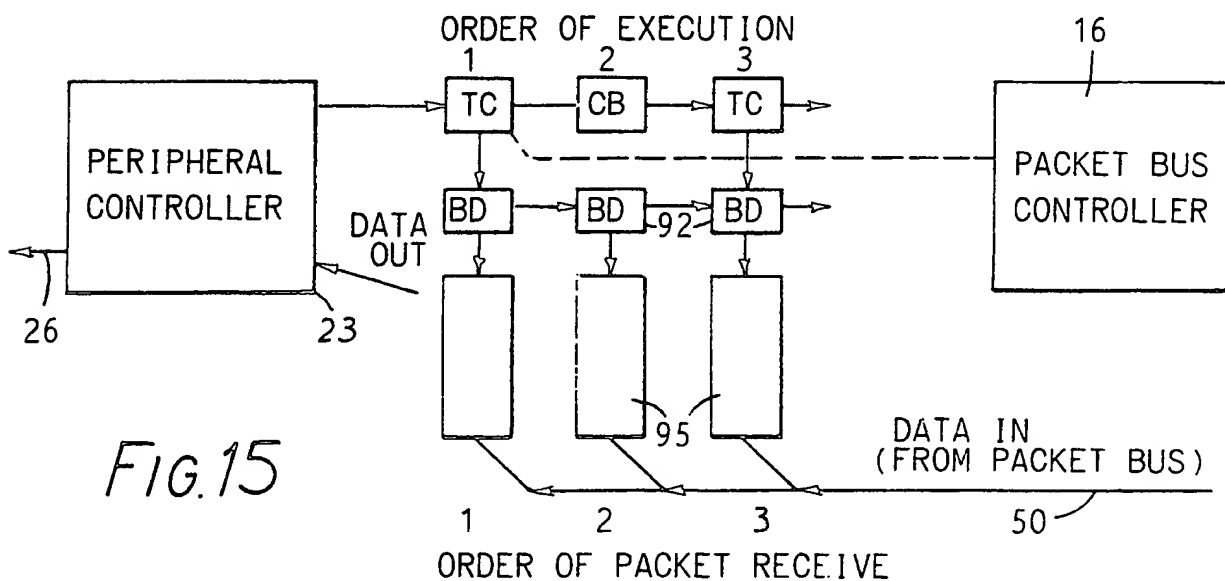 ORDER OF EXECUTION
1 2 3
16
TC CB TC
PERIPHERAL
CONTROLLER
PACKET BUS
CONTROLLER
BD BD 92 BD
DATA
OUT
26
23
95
DATA IN
(FROM PACKET BUS)
FIG.15
50
1 2 3
ORDER OF PACKET RECEIVE